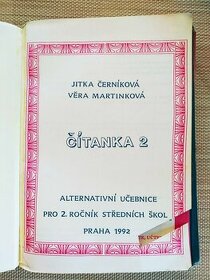 JITKA ČERNÍKOVÁ
VĚRA MARTINKOVÁ
ČÍTANKA 2
ALTERNATIVNÍ UČEBNICE
PRO 2. ROČNÍK STŘEDNÍCH ŠKOL
PRAHA 1992